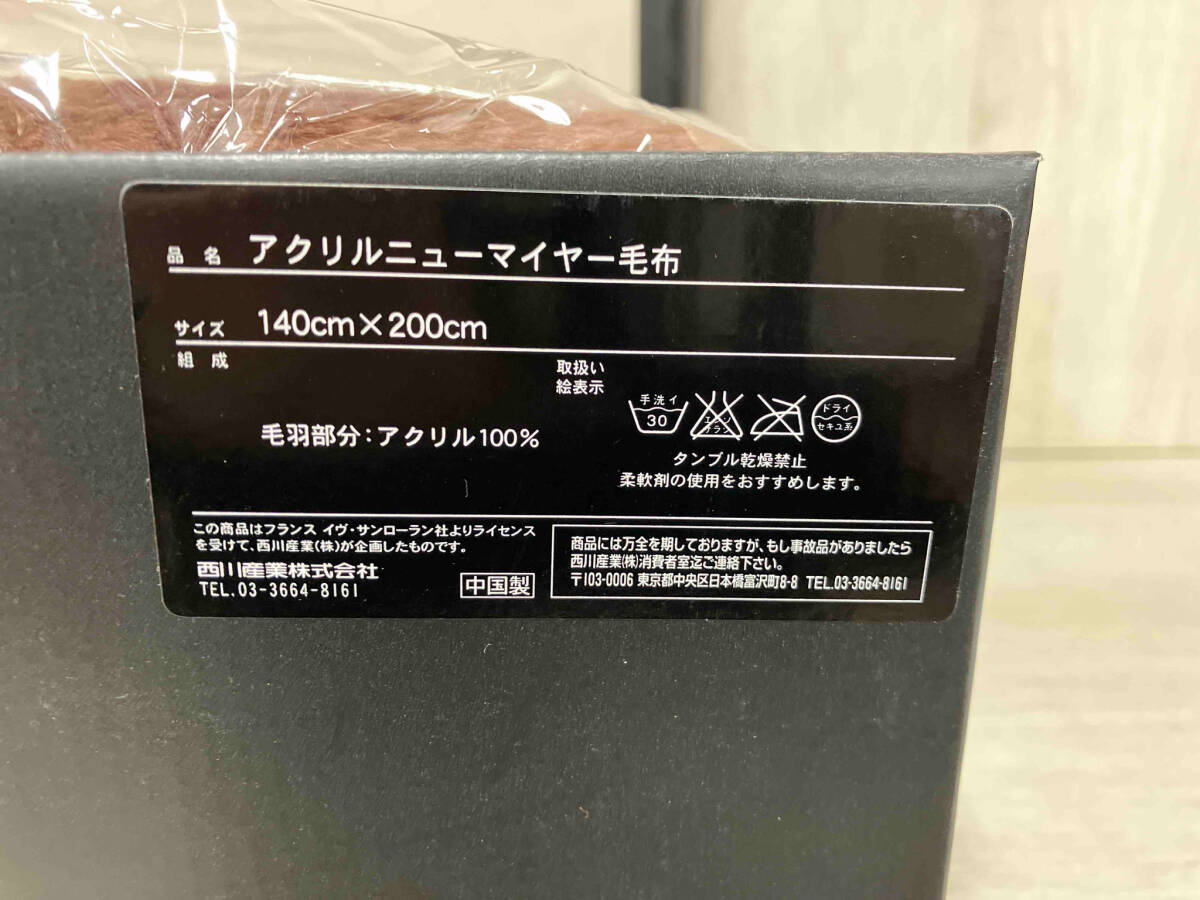 品名 アクリルニューマイヤー毛布
サイズ 140cm×200cm
組成
取扱い
絵表示
手洗イ
30
エンソ
サラシ
ドライ
セキユ系
毛羽部分:アクリル100%
タンブル乾燥禁止
柔軟剤の使用をおすすめします。
この商品はフランス イヴ・サンローラン社よりライセンス
を受けて、西川産業(株)が企画したものです。
西川産業株式会社
TEL.03-3664-8161
中国製
商品には万全を期しておりますが、もし事故品がありましたら
西川産業(株)消費者室迄ご連絡下さい。
〒103-0006 東京都中央区日本橋富沢町8-8 TEL.03-3664-8161